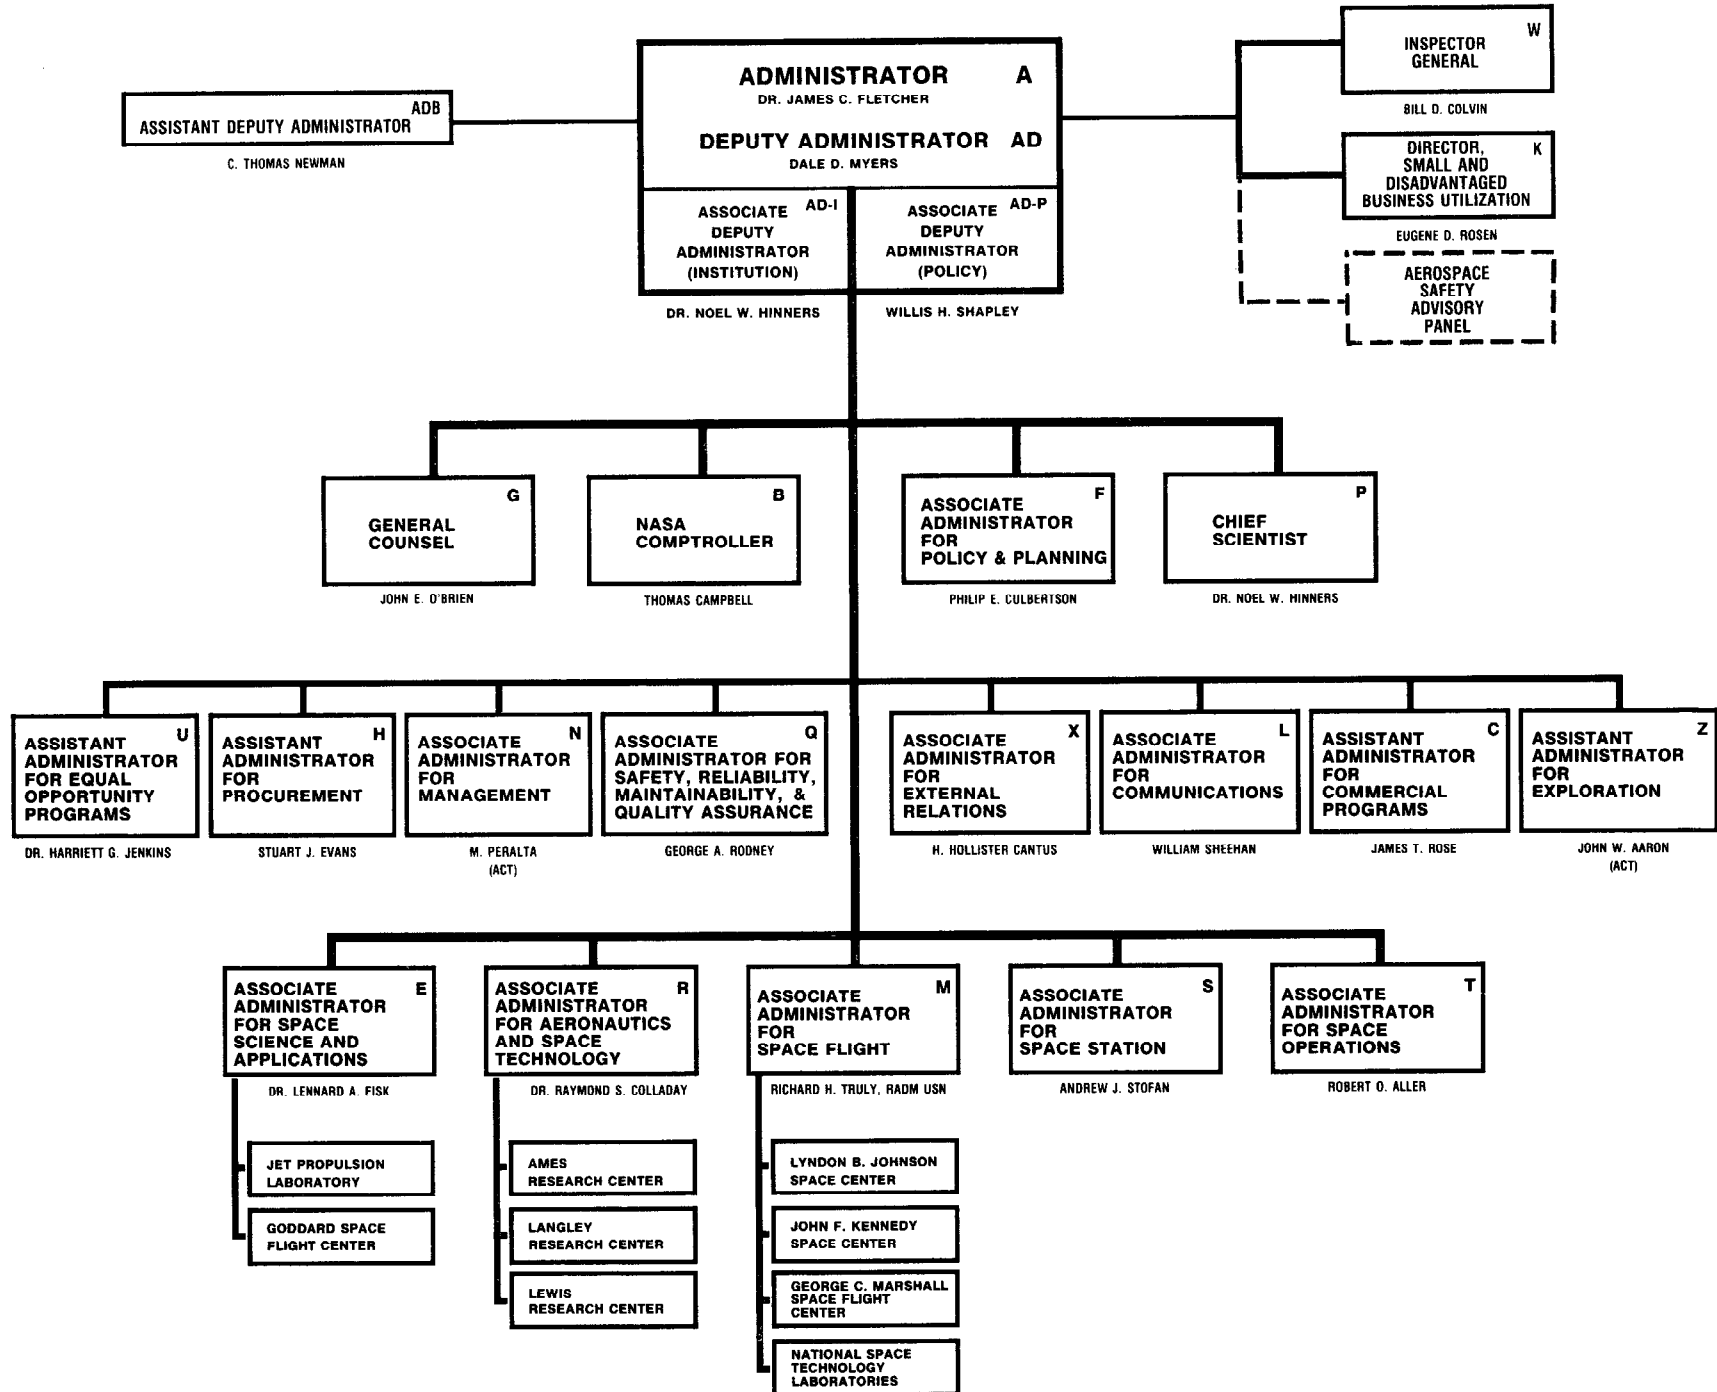 ADB
ASSISTANT DEPUTY ADMINISTRATOR
C. THOMAS NEWMAN
ADMINISTRATOR A
DR. JAMES C. FLETCHER
DEPUTY ADMINISTRATOR AD
DALE D. MYERS
AD-I
ASSOCIATE
DEPUTY
ADMINISTRATOR
(INSTITUTION)
DR. NOEL W. HINNERS
AD-P
ASSOCIATE
DEPUTY
ADMINISTRATOR
(POLICY)
WILLIS H. SHAPLEY
W
INSPECTOR
GENERAL
BILL D. COLVIN
DIRECTOR, K
SMALL AND
DISADVANTAGED
BUSINESS UTILIZATION
EUGENE D. ROSEN
AEROSPACE
SAFETY
ADVISORY
PANEL
G
GENERAL
COUNSEL
JOHN E. O'BRIEN
B
NASA
COMPTROLLER
THOMAS CAMPBELL
F
ASSOCIATE
ADMINISTRATOR
FOR
POLICY & PLANNING
PHILIP E. CULBERTSON
P
CHIEF
SCIENTIST
DR. NOEL W. HINNERS
U
ASSISTANT
ADMINISTRATOR
FOR EQUAL
OPPORTUNITY
PROGRAMS
DR. HARRIETT G. JENKINS
H
ASSISTANT
ADMINISTRATOR
FOR
PROCUREMENT
STUART J. EVANS
N
ASSOCIATE
ADMINISTRATOR
FOR
MANAGEMENT
M. PERALTA
(ACT)
Q
ASSOCIATE
ADMINISTRATOR FOR
SAFETY, RELIABILITY,
MAINTAINABILITY, &
QUALITY ASSURANCE
GEORGE A. RODNEY
X
ASSOCIATE
ADMINISTRATOR
FOR
EXTERNAL
RELATIONS
H. HOLLISTER CANTUS
L
ASSOCIATE
ADMINISTRATOR
FOR
COMMUNICATIONS
WILLIAM SHEEHAN
C
ASSISTANT
ADMINISTRATOR
FOR
COMMERCIAL
PROGRAMS
JAMES T. ROSE
Z
ASSISTANT
ADMINISTRATOR
FOR
EXPLORATION
JOHN W. AARON
(ACT)
ASSOCIATE E
ADMINISTRATOR
FOR SPACE
SCIENCE AND
APPLICATIONS
DR. LENNARD A. FISK
JET PROPULSION
LABORATORY
GODDARD SPACE
FLIGHT CENTER
ASSOCIATE R
ADMINISTRATOR
FOR AERONAUTICS
AND SPACE
TECHNOLOGY
DR. RAYMOND S. COLLADAY
AMES
RESEARCH CENTER
LANGLEY
RESEARCH CENTER
LEWIS
RESEARCH CENTER
M
ASSOCIATE
ADMINISTRATOR
FOR
SPACE FLIGHT
RICHARD H. TRULY, RADM USN
LYNDON B. JOHNSON
SPACE CENTER
JOHN F. KENNEDY
SPACE CENTER
GEORGE C. MARSHALL
SPACE FLIGHT
CENTER
NATIONAL SPACE
TECHNOLOGY
LABORATORIES
S
ASSOCIATE
ADMINISTRATOR
FOR
SPACE STATION
ANDREW J. STOFAN
T
ASSOCIATE
ADMINISTRATOR
FOR SPACE
OPERATIONS
ROBERT O. ALLER